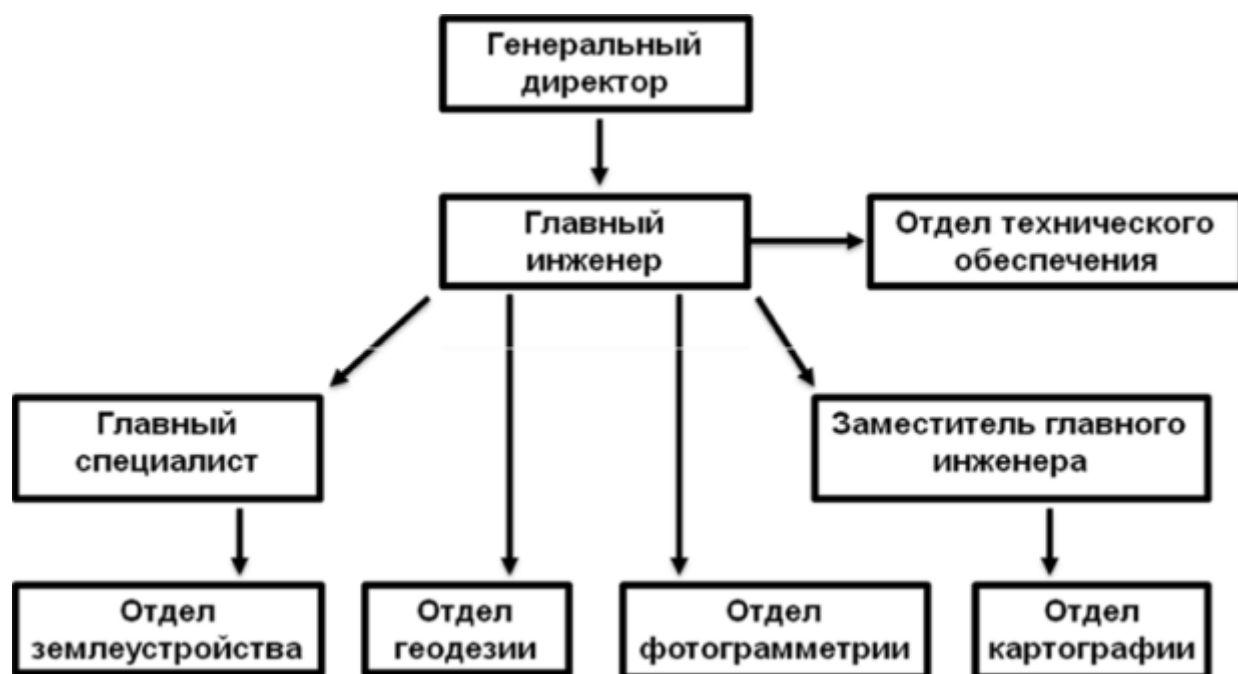 Генеральный
директор
Главный
инженер
Отдел технического
обеспечения
Главный
специалист
Заместитель главного
инженера
Отдел
землеустройства
Отдел
геодезии
Отдел
фотограмметрии
Отдел
картографии